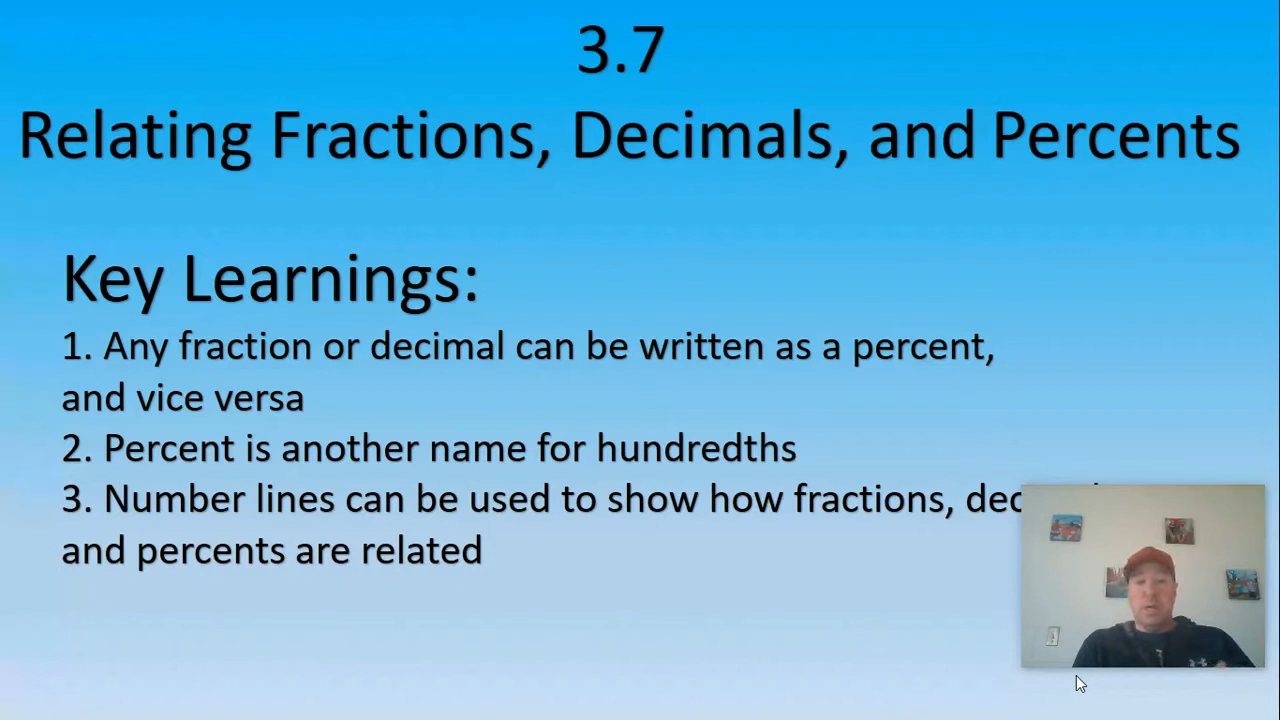 3.7
Relating Fractions, Decimals, and Percents
Key Learnings:
1. Any fraction or decimal can be written as a percent,
and vice versa
2. Percent is another name for hundredths
3. Number lines can be used to show how fractions,
and percents are related